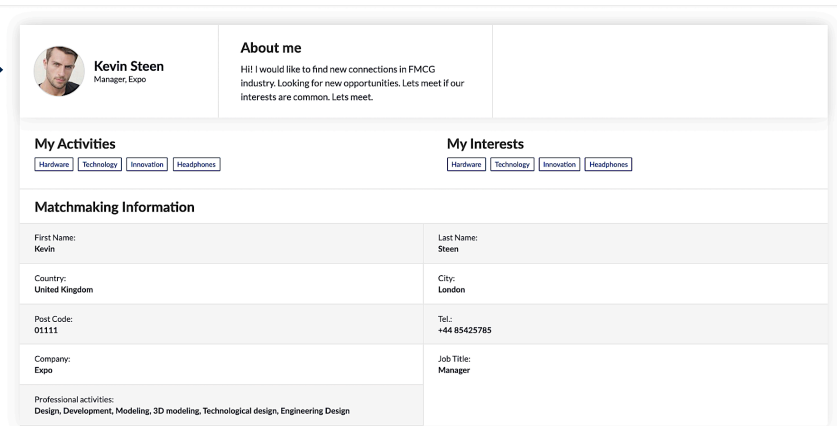 Kevin Steen
Manager, Expo
About me
Hi! I would like to find new connections in FMCG
industry. Looking for new opportunities. Lets meet if our
interests are common. Lets meet.
My Activities
Hardware Technology Innovation Headphones
My Interests
Hardware Technology Innovation Headphones
Matchmaking Information
First Name:
Kevin
Last Name:
Steen
Country:
United Kingdom
City:
London
Post Code:
01111
Tel.:
+44 85425785
Company:
Expo
Job Title:
Manager
Professional activities:
Design, Development, Modeling, 3D modeling, Technological design, Engineering Design